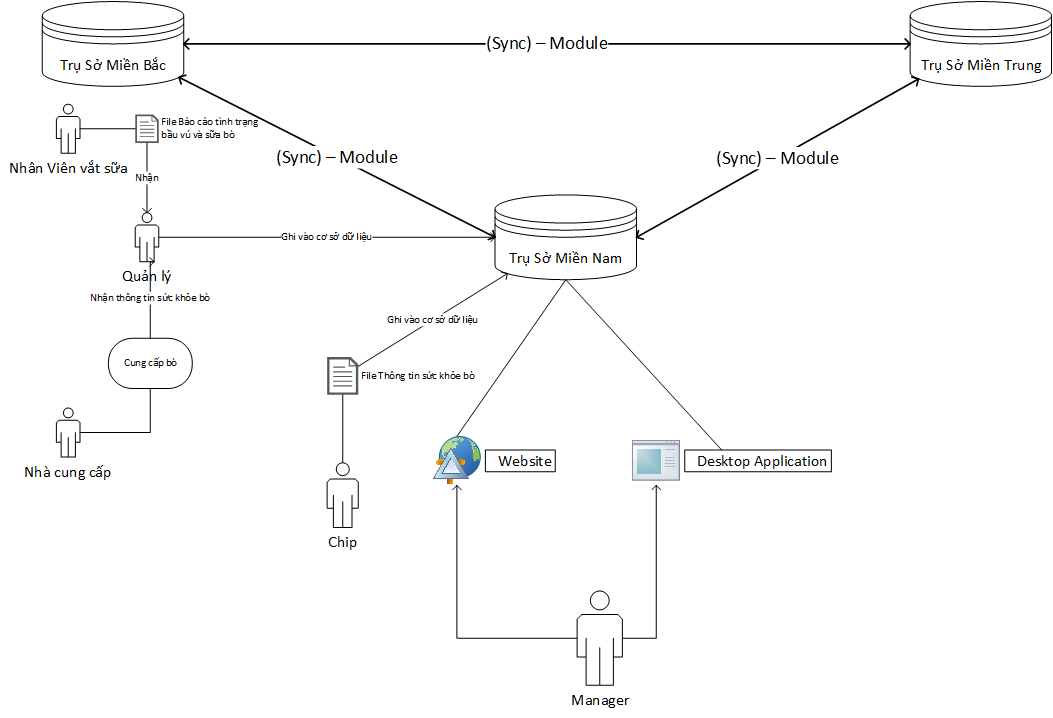 (Sync) – Module
Trụ Sở Miền Bắc
Trụ Sở Miền Trung
File Báo cáo tình trạng
bầu vú và sữa bò
Nhân Viên vắt sữa
(Sync) – Module
(Sync) – Module
Nhận
Ghi vào cơ sở dữ liệu
Trụ Sở Miền Nam
Quản lý
Nhận thông tin sức khỏe bò
Ghi vào cơ sở dữ liệu
Cung cấp bò
File Thông tin sức khỏe bò
Nhà cung cấp
Website
Desktop Application
Chip
Manager